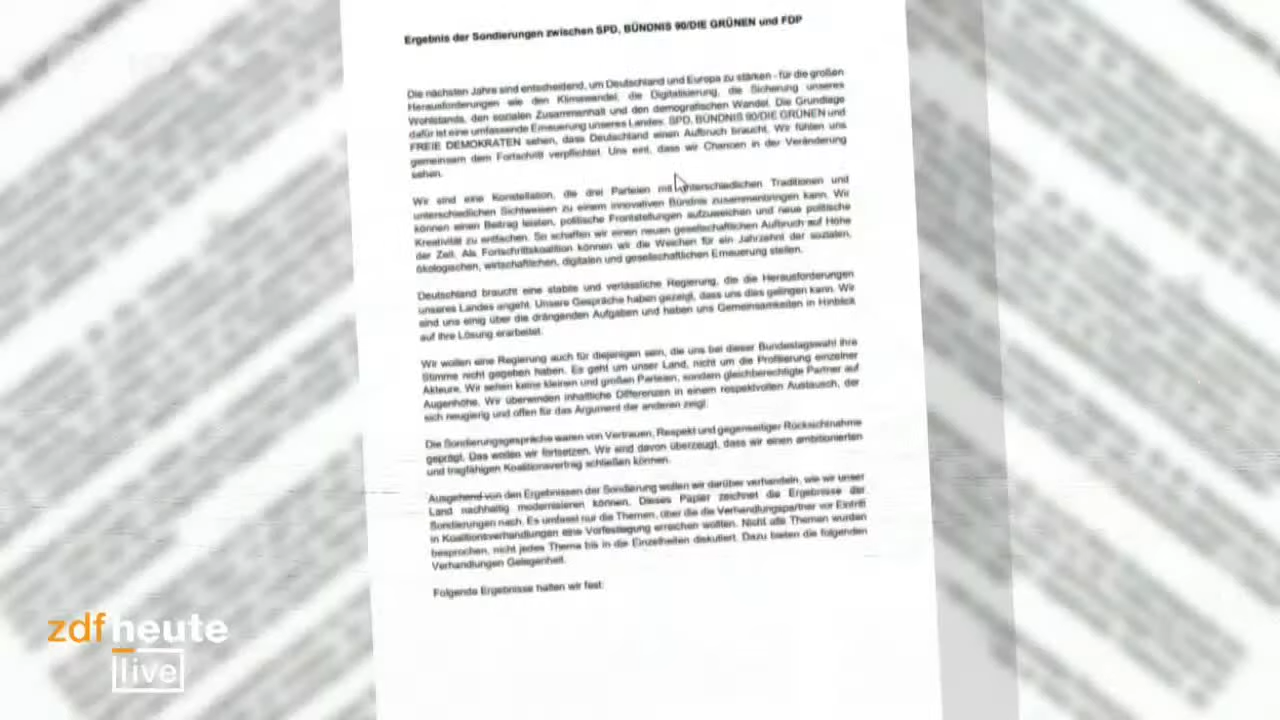 Ergebnis der Sondierungen zwischen SPD, BÜNDNIS 90/DIE GRÜNEN und FDP
Die nächsten Jahre sind entscheidend, um Deutschland und Europa zu stärken - für die großen
Herausforderungen wie den Klimawandel, die Digitalisierung, die Sicherung unseres
Wohlstands, den sozialen Zusammenhalt und den demografischen Wandel. Die Grundlage
dafür ist eine umfassende Erneuerung unseres Landes. SPD, BÜNDNIS 90/DIE GRÜNEN und
FREIE DEMOKRATEN sehen, dass Deutschland einen Aufbruch braucht. Wir fühlen uns
gemeinsam dem Fortschritt verpflichtet. Uns eint, dass wir Chancen in der Veränderung
sehen.
Wir sind eine Konstellation, die drei Parteien mit unterschiedlichen Traditionen und
unterschiedlichen Sichtweisen zu einem innovativen Bündnis zusammenbringen kann. Wir
können einen Beitrag leisten, politische Frontstellungen aufzuweichen und neue politische
Kreativität zu entfachen. So schaffen wir einen neuen gesellschaftlichen Aufbruch auf Höhe
der Zeit. Als Fortschrittskoalition können wir die Weichen für ein Jahrzehnt der sozialen,
ökologischen, wirtschaftlichen, digitalen und gesellschaftlichen Erneuerung stellen.
Deutschland braucht eine stabile und verlässliche Regierung, die die Herausforderungen
unseres Landes angeht. Unsere Gespräche haben gezeigt, dass uns dies gelingen kann. Wir
sind uns einig über die drängenden Aufgaben und haben uns Gemeinsamkeiten in Hinblick
auf ihre Lösung erarbeitet.
Wir wollen eine Regierung auch für diejenigen sein, die uns bei dieser Bundestagswahl ihre
Stimme nicht gegeben haben. Es geht um unser Land, nicht um die Profilierung einzelner
Akteure. Wir sehen keine kleinen und großen Parteien, sondern gleichberechtigte Partner auf
Augenhöhe. Wir überwinden inhaltliche Differenzen in einem respektvollen Austausch, der
sich neugierig und offen für das Argument der anderen zeigt.
Die Sondierungsgespräche waren von Vertrauen, Respekt und gegenseitiger Rücksichtnahme
geprägt. Das wollen wir fortsetzen. Wir sind davon überzeugt, dass wir einen ambitionierten
und tragfähigen Koalitionsvertrag schließen können.
Ausgehend von den Ergebnissen der Sondierung wollen wir darüber verhandeln, wie wir unser
Land nachhaltig modernisieren können. Dieses Papier zeichnet die Ergebnisse der
Sondierungen nach. Es umfasst nur die Themen, über die die Verhandlungspartner vor Eintritt
in Koalitionsverhandlungen eine Vorfestlegung erreichen wollten. Nicht alle Themen wurden
besprochen, nicht jedes Thema bis in die Einzelheiten diskutiert. Dazu bieten die folgenden
Verhandlungen Gelegenheit.
Folgende Ergebnisse halten wir fest:
zdf heute
live